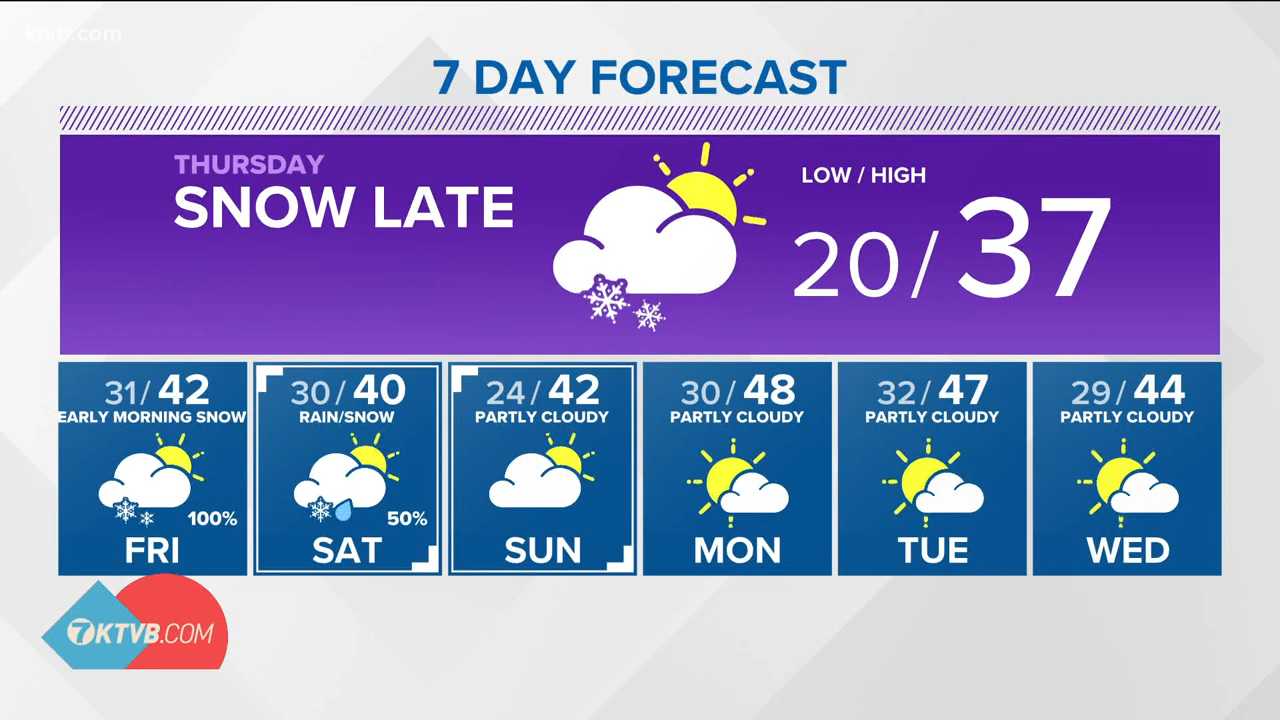 ktvb.com
7 DAY FORECAST
THURSDAY
SNOW LATE
LOW / HIGH
20/37
31/42
EARLY MORNING SNOW
100%
FRI
30/40
RAIN/SNOW
50%
SAT
24/42
PARTLY CLOUDY
SUN
30/48
PARTLY CLOUDY
MON
32/47
PARTLY CLOUDY
TUE
29/44
PARTLY CLOUDY
WED
7KTVB.COM